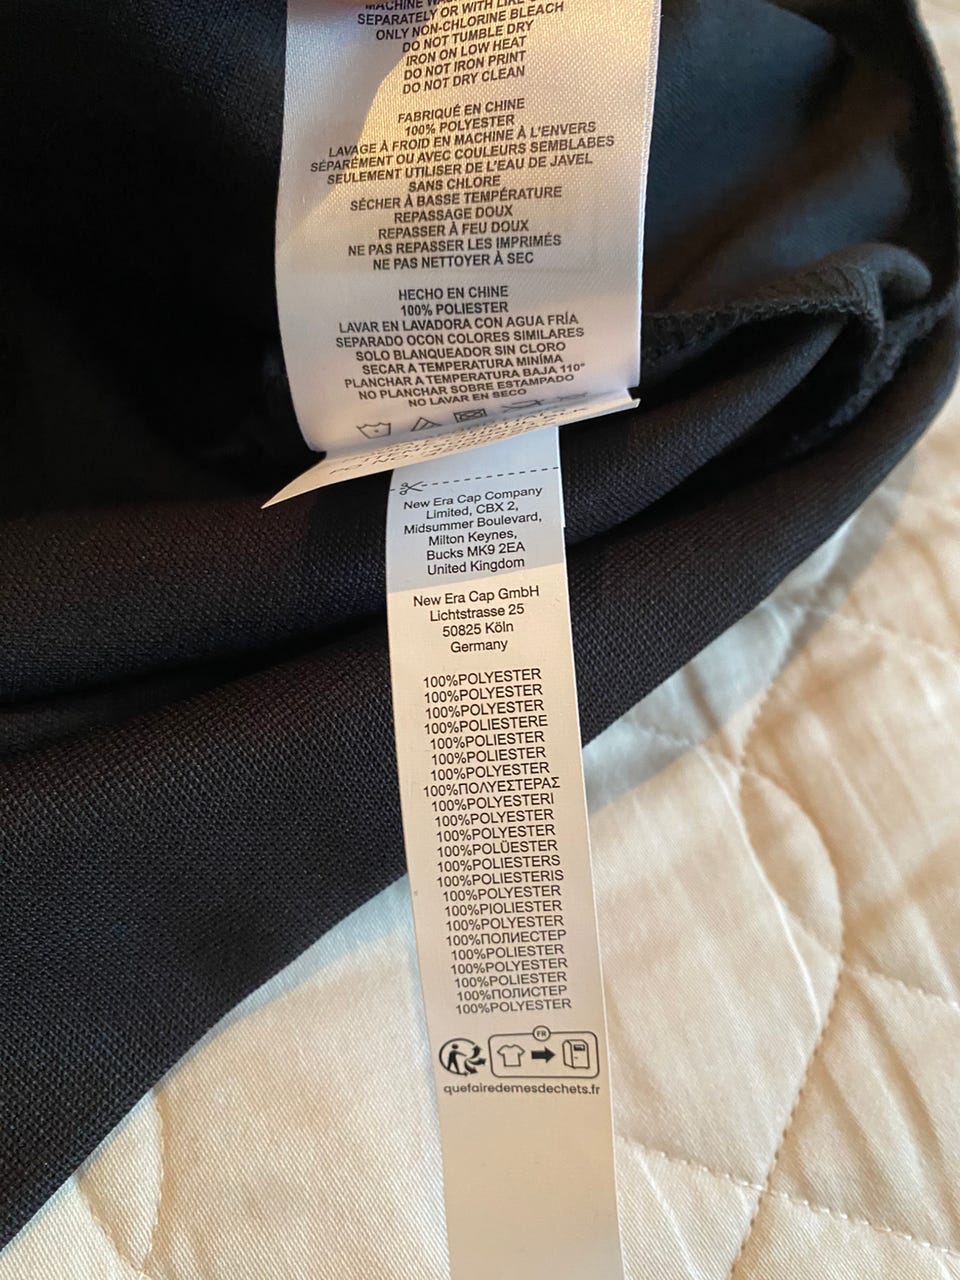 MACHINE
SEPARATELY OR WITH LIKE
ONLY NON-CHLORINE BLEACH
DO NOT TUMBLE DRY
IRON ON LOW HEAT
DO NOT IRON PRINT
DO NOT DRY CLEAN
FABRIQUÉ EN CHINE
100% POLYESTER
LAVAGE À FROID EN MACHINE À L'ENVERS
SÉPARÉMENT OU AVEC COULEURS SEMBLABES
SEULEMENT UTILISER DE L'EAU DE JAVEL
SANS CHLORE
SÉCHER À BASSE TEMPÉRATURE
REPASSAGE DOUX
REPASSER À FEU DOUX
NE PAS REPASSER LES IMPRIMÉS
NE PAS NETTOYER À SEC
HECHO EN CHINE
100% POLIESTER
LAVAR EN LAVADORA CON AGUA FRÍA
SEPARADO OCON COLORES SIMILARES
SOLO BLANQUEADOR SIN CLORO
SECAR A TEMPERATURA MINÍMA
PLANCHAR A TEMPERATURA BAJA 110°
NO PLANCHAR SOBRE ESTAMPADO
NO LAVAR EN SECO
PO NO.
New Era Cap Company
Limited, CBX 2,
Midsummer Boulevard,
Milton Keynes,
Bucks MK9 2EA
United Kingdom
New Era Cap GmbH
Lichtstrasse 25
50825 Köln
Germany
100%POLYESTER
100%POLYESTER
100%POLYESTER
100%POLIESTERE
100%POLIESTER
100%POLIESTER
100%POLYESTER
100%ΠΟΛΥΕΣΤΕΡΑΣ
100%POLYESTERI
100%POLYESTER
100%POLYESTER
100%POLÜESTER
100%POLIESTERS
100%POLIESTERIS
100%POLYESTER
100%PIOLIESTER
100%POLYESTER
100%ПОЛИЕСТЕР
100%POLIESTER
100%POLYESTER
100%POLIESTER
100%ПОЛИСТЕР
100%POLYESTER
FR
quefairedemesdechets.fr